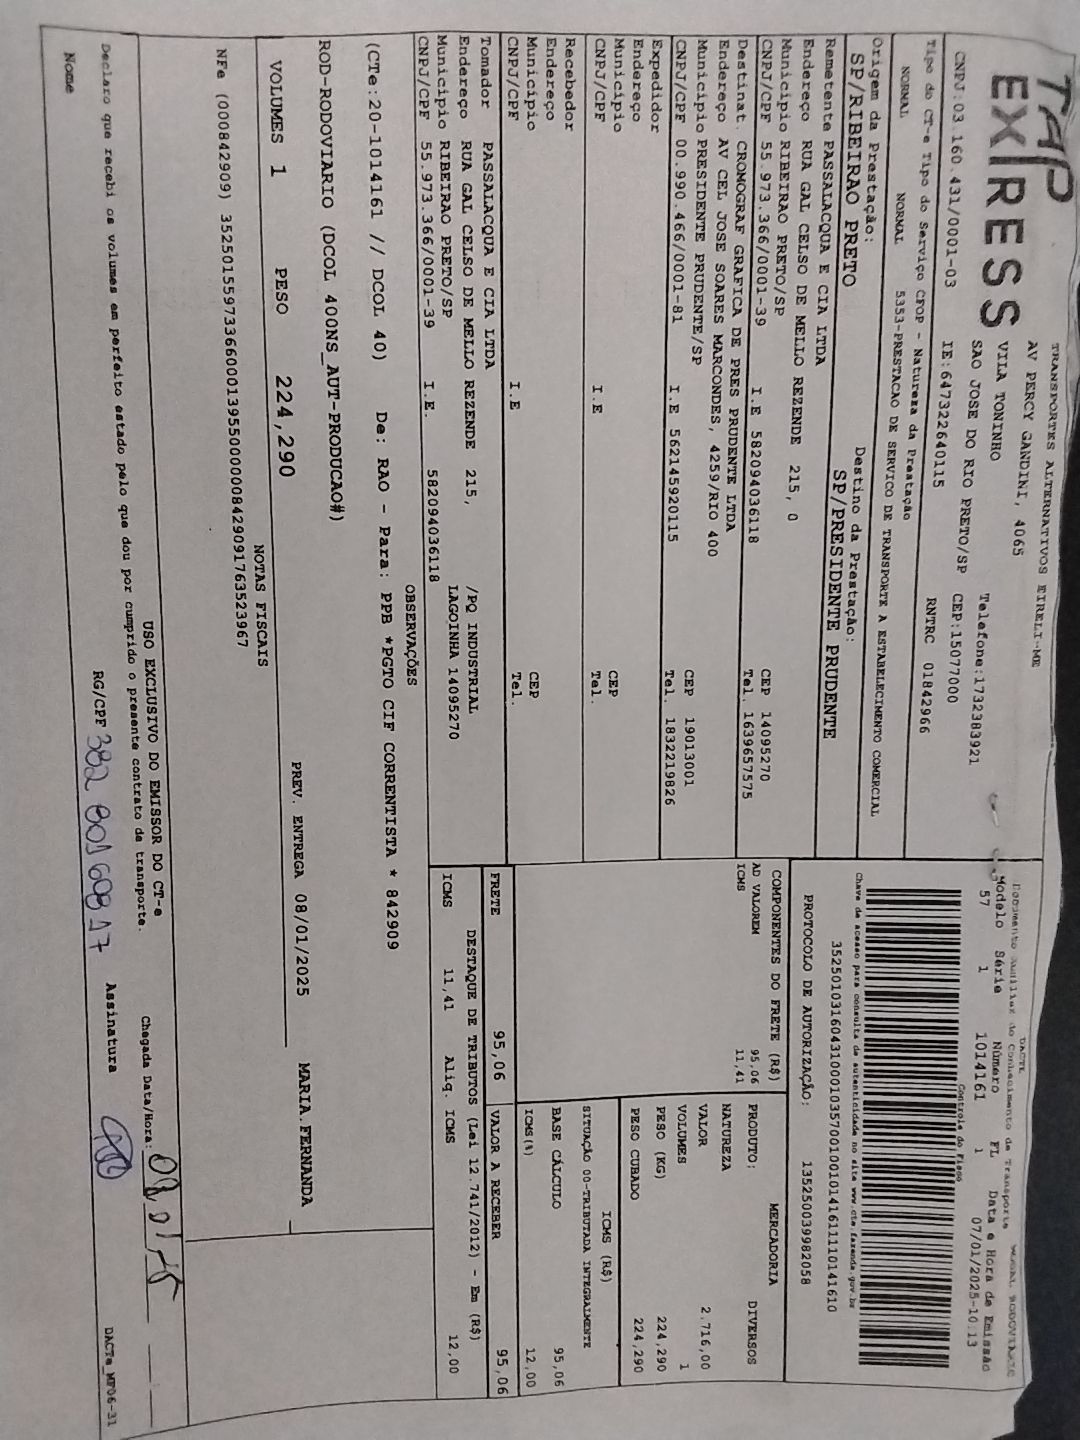 TAP
EXPRESS
TRANSPORTES ALTERNATIVOS EIRELI-ME
AV PERCY GANDINI, 4065
VILA TONINHO Telefone:1732383921
SAO JOSE DO RIO PRETO/SP CEP:15077000
CNPJ:03.160.431/0001-03 IE:647322640115 RNTRC 01842966
DACTE
Documento Auxiliar do Conhecimento de Transporte
Modelo Série Número FL Data e Hora de Emissão
57 1 1014161 1 07/01/2025-10:13
Controle do Fisco
Tipo do CT-e Tipo do Serviço CFOP - Natureza da Prestação
NORMAL NORMAL 5353-PRESTACAO DE SERVICO DE TRANSPORTE A ESTABELECIMENTO COMERCIAL
Chave de acesso para consulta de autenticidade no site www.cte.fazenda.gov.br
35250103160431000103570010010141611110141610
PROTOCOLO DE AUTORIZAÇÃO: 135250039982058
Origem da Prestação: Destino da Prestação:
SP/RIBEIRAO PRETO SP/PRESIDENTE PRUDENTE
Remetente PASSALACQUA E CIA LTDA
Endereço RUA GAL CELSO DE MELLO REZENDE 215, 0
Município RIBEIRAO PRETO/SP CEP 14095270
CNPJ/CPF 55.973.366/0001-39 I.E 582094036118 Tel. 1639657575
Destinat. CROMOGRAF GRAFICA DE PRES PRUDENTE LTDA
Endereço AV CEL JOSE SOARES MARCONDES, 4259/RIO 400
Município PRESIDENTE PRUDENTE/SP CEP 19013001
CNPJ/CPF 00.990.466/0001-81 I.E 562145920115 Tel. 1832219826
Expedidor
Endereço
Município CEP
CNPJ/CPF I.E Tel.
Recebedor
Endereço
Município CEP
CNPJ/CPF I.E Tel.
Tomador PASSALACQUA E CIA LTDA
Endereço RUA GAL CELSO DE MELLO REZENDE 215, /PQ INDUSTRIAL
Município RIBEIRAO PRETO/SP LAGOINHA 14095270
CNPJ/CPF 55.973.366/0001-39 I.E. 582094036118
COMPONENTES DO FRETE (R$)
AD VALOREM 95,06
ICMS 11,41
MERCADORIA
PRODUTO: DIVERSOS
NATUREZA
VALOR 2.716,00
VOLUMES 1
PESO (KG) 224,290
PESO CUBADO 224,290
ICMS (R$)
SITUAÇÃO 00-TRIBUTADA INTEGRALMENTE
BASE CÁLCULO 95,06
ICMS(%) 12,00
FRETE 95,06 VALOR A RECEBER 95,06
DESTAQUE DE TRIBUTOS (Lei 12.741/2012) - Em (R$)
ICMS 11,41 Aliq. ICMS 12,00
OBSERVAÇÕES
(CTe:20-1014161 // DCOL 40) De: RAO - Para: PPB *PGTO CIF CORRENTISTA * 842909
ROD-RODOVIARIO (DCOL 400NS_AUT-PRODUCAO#)
VOLUMES 1 PESO 224,290 PREV. ENTREGA 08/01/2025 MARIA.FERNANDA
NOTAS FISCAIS
NFe (000842909) 35250155973366000139550000008429091763523967
USO EXCLUSIVO DO EMISSOR DO CT-e
Declaro que recebi os volumes em perfeito estado pelo que dou por cumprido o presente contrato de transporte. Chegada Data/Hora:
Nome RG/CPF Assinatura
DACTe_MF06-31